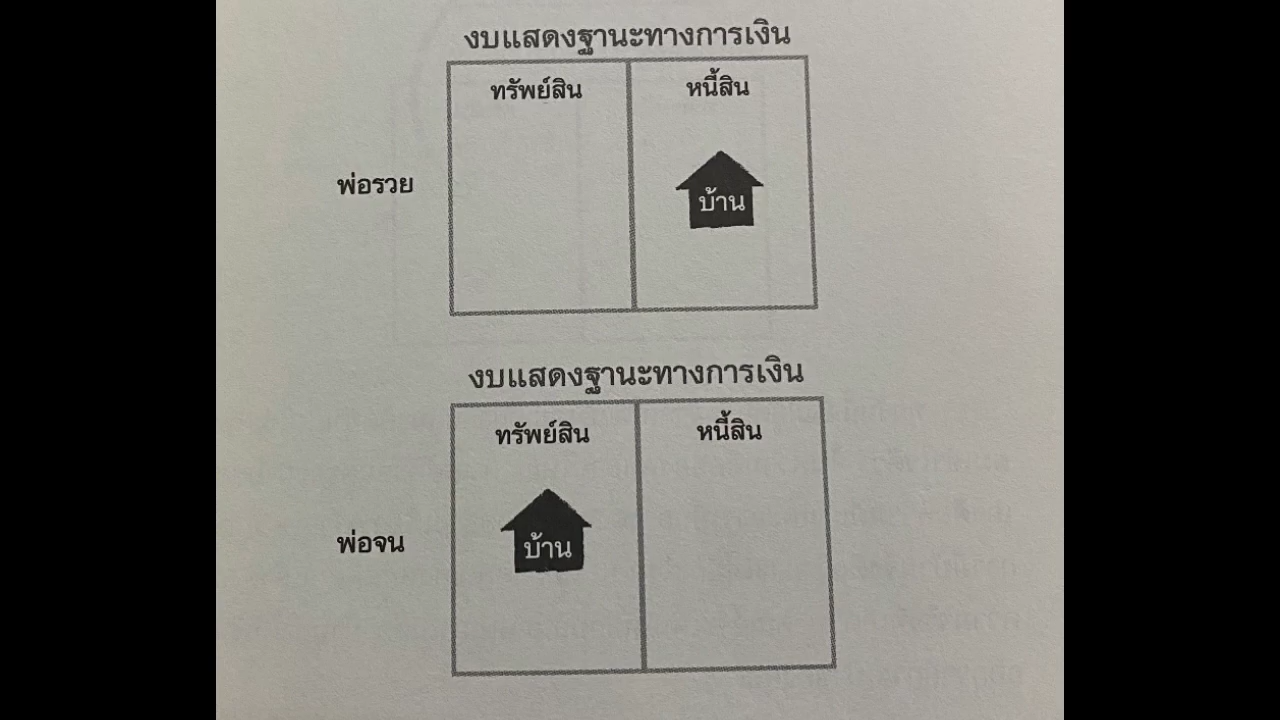 งบแสดงฐานะทางการเงิน
ทรัพย์สิน หนี้สิน
พ่อรวย
บ้าน
งบแสดงฐานะทางการเงิน
ทรัพย์สิน หนี้สิน
พ่อจน
บ้าน